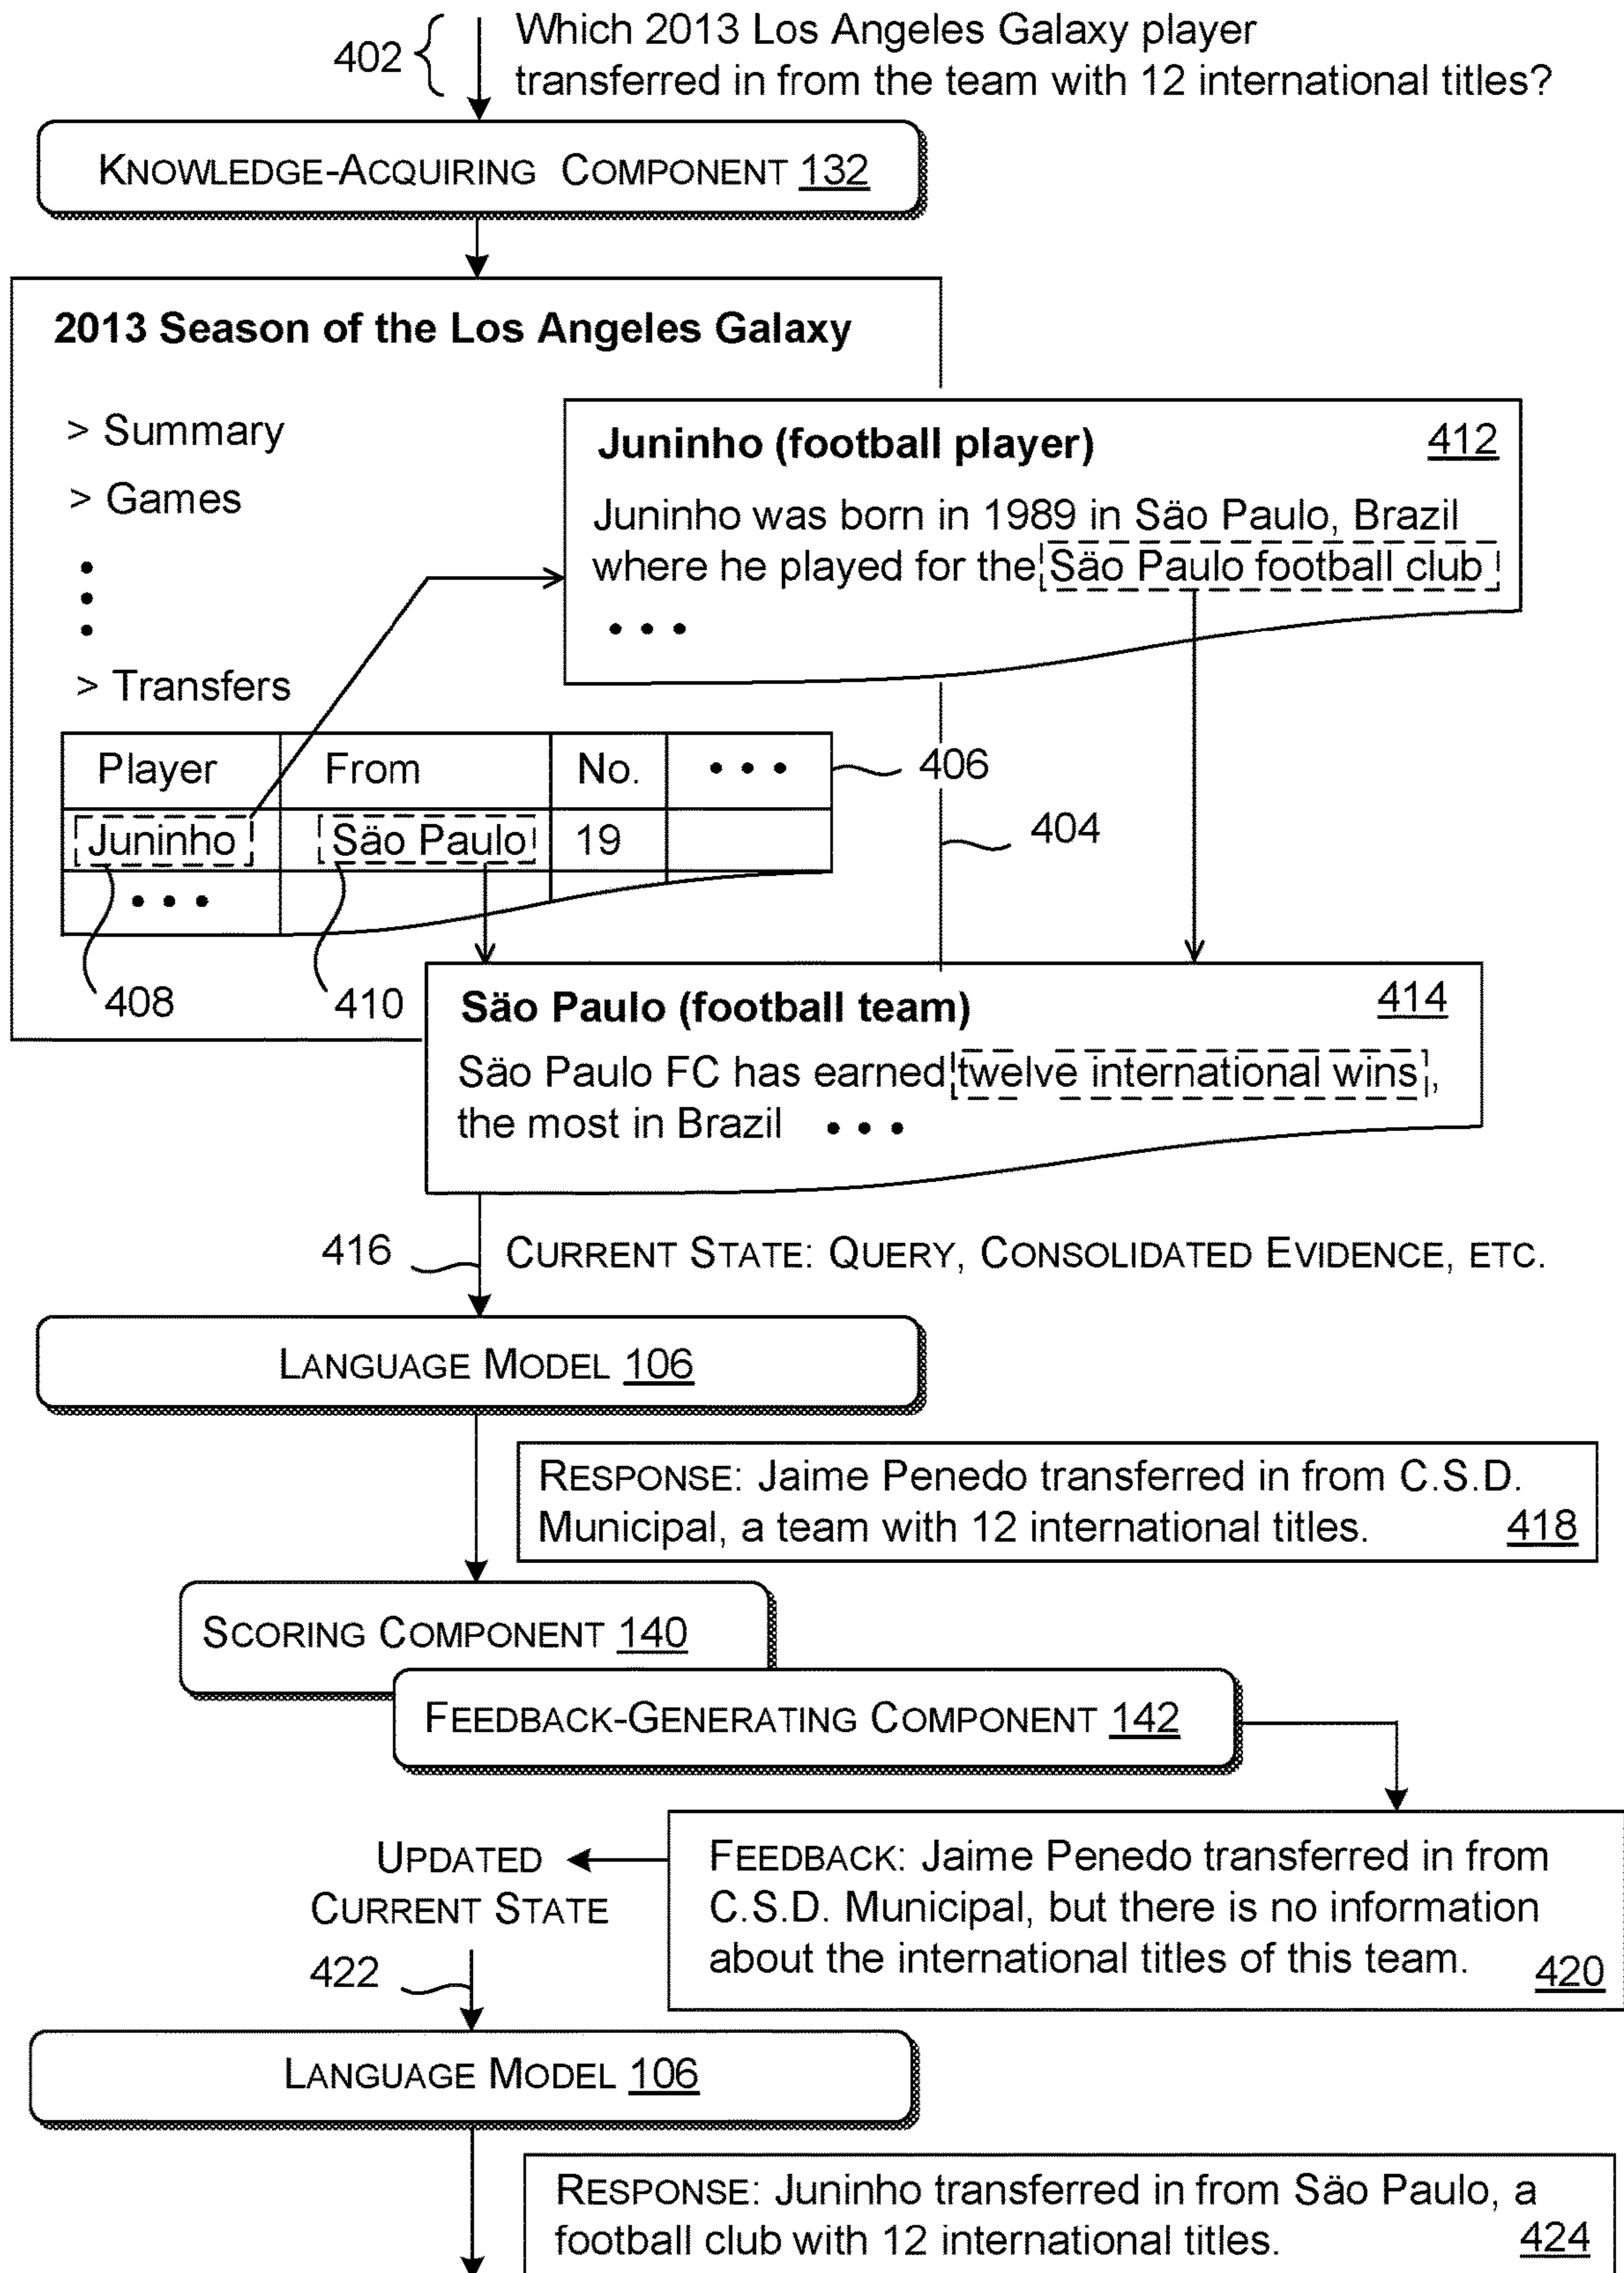 402
Which 2013 Los Angeles Galaxy player
transferred in from the team with 12 international titles?
KNOWLEDGE-ACQUIRING COMPONENT 132
2013 Season of the Los Angeles Galaxy
> Summary
> Games
> Transfers
Juninho (football player) 412
Juninho was born in 1989 in Säo Paulo, Brazil
where he played for the Säo Paulo football club
• • •
Player From No. • • •
406
Juninho Säo Paulo 19
• • •
404
408
410
Säo Paulo (football team) 414
Säo Paulo FC has earned twelve international wins,
the most in Brazil • • •
416
CURRENT STATE: QUERY, CONSOLIDATED EVIDENCE, ETC.
LANGUAGE MODEL 106
RESPONSE: Jaime Penedo transferred in from C.S.D.
Municipal, a team with 12 international titles. 418
SCORING COMPONENT 140
FEEDBACK-GENERATING COMPONENT 142
UPDATED
CURRENT STATE
FEEDBACK: Jaime Penedo transferred in from
C.S.D. Municipal, but there is no information
about the international titles of this team. 420
422
LANGUAGE MODEL 106
RESPONSE: Juninho transferred in from Säo Paulo, a
football club with 12 international titles. 424